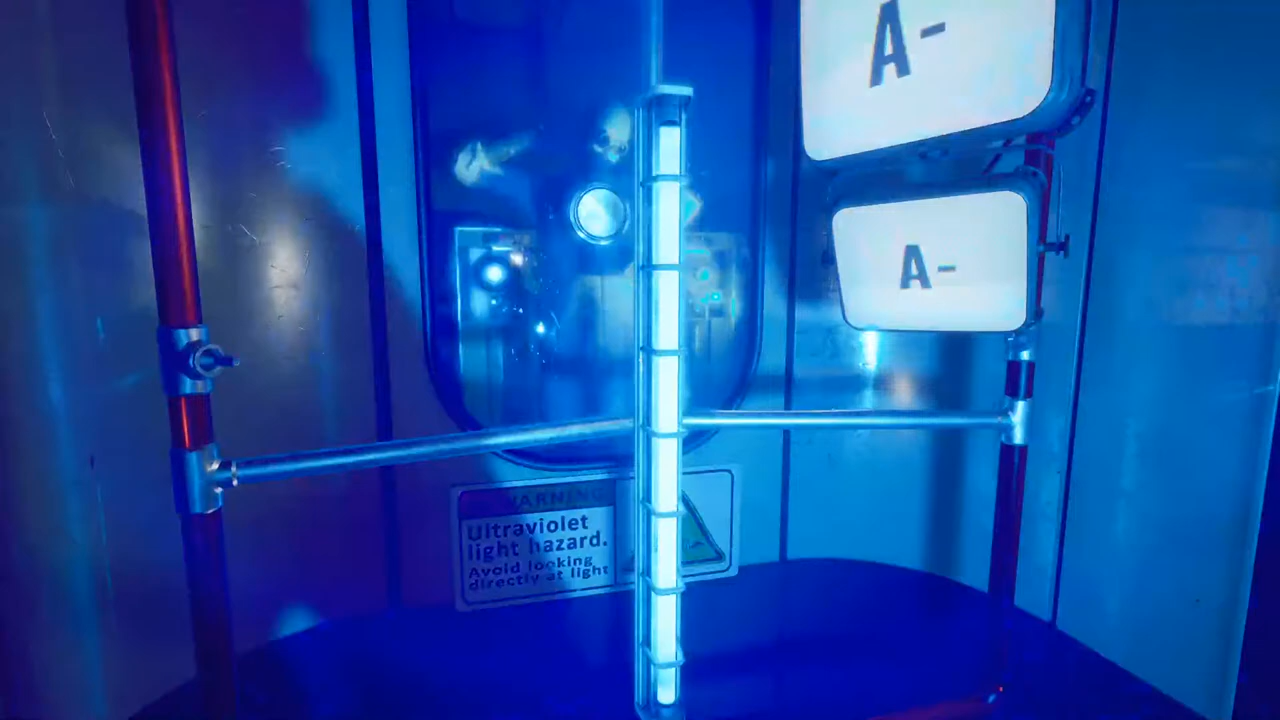 A-
A-
WARNING
Ultraviolet
light hazard.
Avoid looking
directly at light